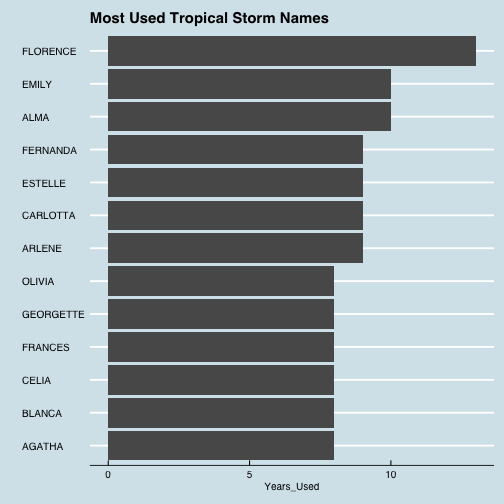 Most Used Tropical Storm Names
FLORENCE
EMILY
ALMA
FERNANDA
ESTELLE
CARLOTTA
ARLENE
OLIVIA
GEORGETTE
FRANCES
CELIA
BLANCA
AGATHA
0 5 10
Years_Used